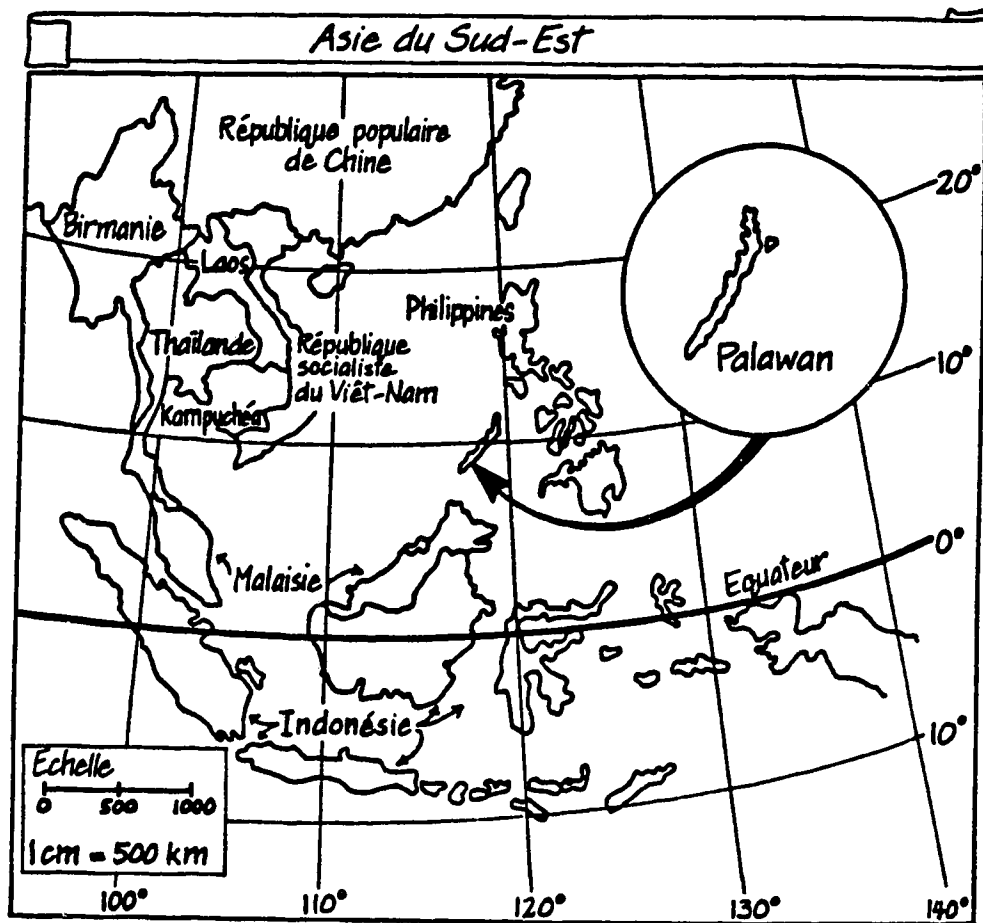 Asie du Sud-Est
République populaire
de Chine
Birmanie
Laos
Thaïlande
Kampuchéa
République
socialiste
du Viêt-Nam
Philippines
Palawan
20°
10°
0°
Equateur
10°
Malaisie
Indonésie
Echelle
0 500 1000
1cm = 500 km
100° 110° 120° 130° 140°